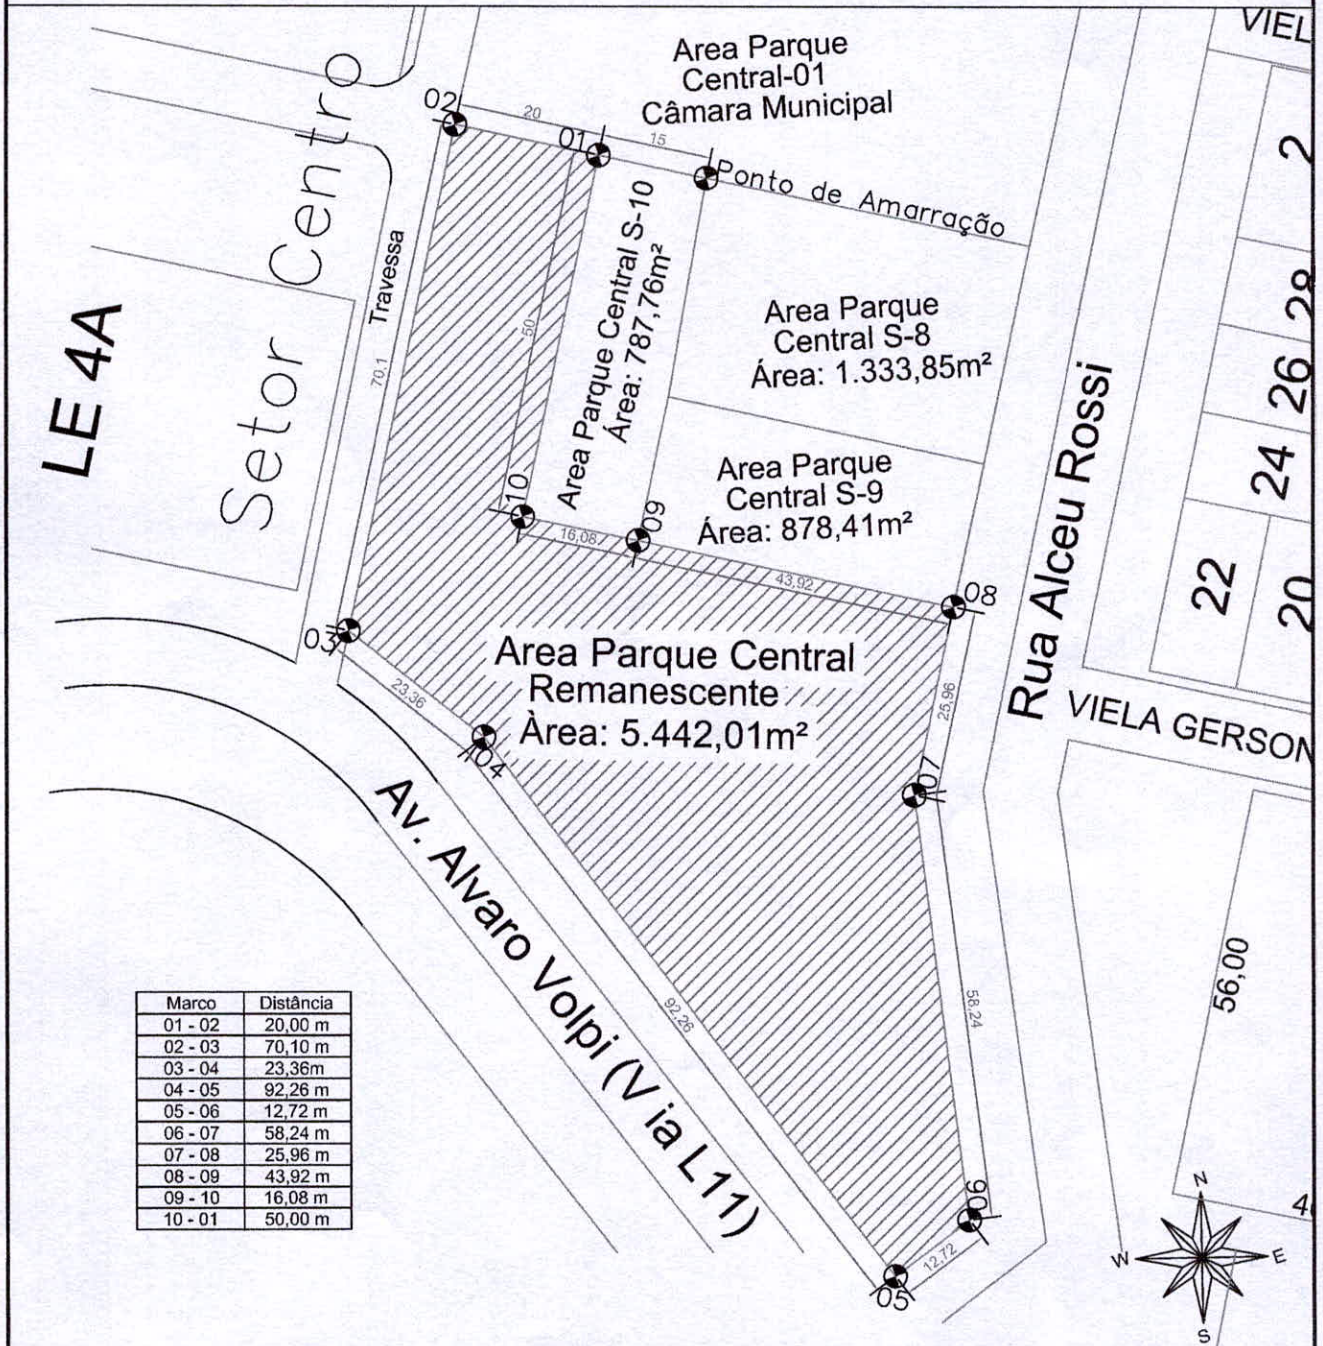 VIEL
Area Parque
Central-01
Câmara Municipal
02
20
01
15
Ponto de Amarração
Setor Centro
Travessa
70,1
LE 4A
50
Area Parque Central S-10
Área: 787,76m²
Area Parque
Central S-8
Área: 1.333,85m²
Area Parque
Central S-9
Área: 878,41m²
10
16,08
09
43,92
08
Rua Alceu Rossi
2
28
26
24
22
20
VIELA GERSON
03
23,36
04
Area Parque Central
Remanescente
Àrea: 5.442,01m²
25,96
07
Av. Alvaro Volpi (V ia L11)
92,26
58,24
56,00
06
12,72
05
4
N
W
E
S
Marco Distância
01 - 02 20,00 m
02 - 03 70,10 m
03 - 04 23,36m
04 - 05 92,26 m
05 - 06 12,72 m
06 - 07 58,24 m
07 - 08 25,96 m
08 - 09 43,92 m
09 - 10 16,08 m
10 - 01 50,00 m